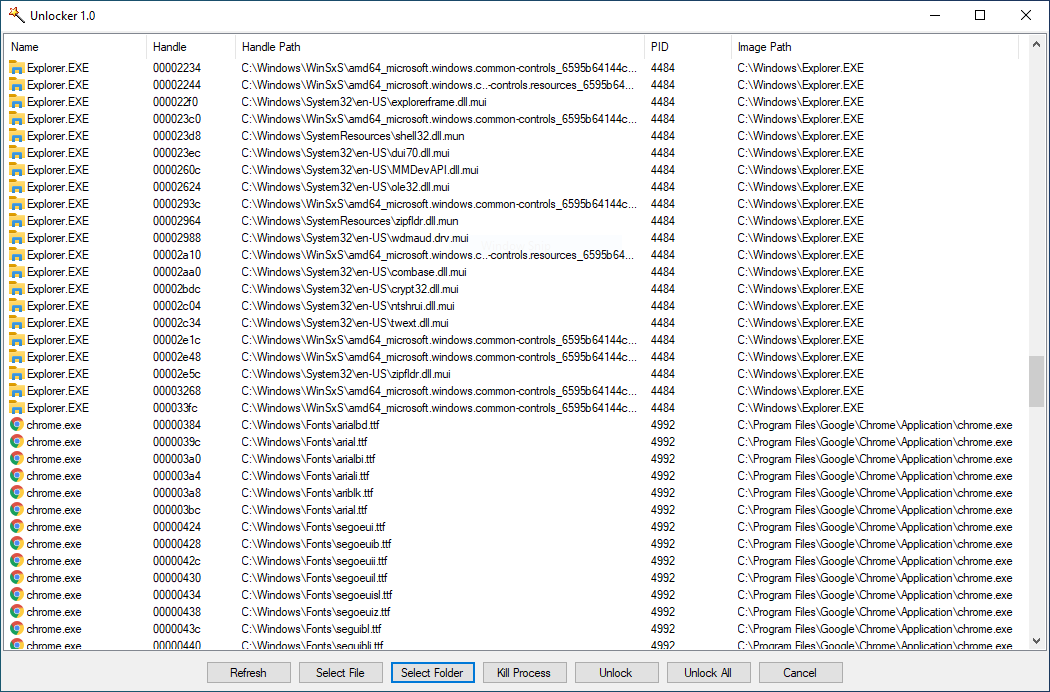 Unlocker 1.0
Name Handle Handle Path PID Image Path
Explorer.EXE 00002234 C:\Windows\WinSxS\amd64_microsoft.windows.common-controls_6595b64144c... 4484 C:\Windows\Explorer.EXE
Explorer.EXE 00002244 C:\Windows\WinSxS\amd64_microsoft.windows.c..-controls.resources_6595b64... 4484 C:\Windows\Explorer.EXE
Explorer.EXE 000022f0 C:\Windows\System32\en-US\explorerframe.dll.mui 4484 C:\Windows\Explorer.EXE
Explorer.EXE 000023c0 C:\Windows\WinSxS\amd64_microsoft.windows.common-controls_6595b64144c... 4484 C:\Windows\Explorer.EXE
Explorer.EXE 000023d8 C:\Windows\SystemResources\shell32.dll.mun 4484 C:\Windows\Explorer.EXE
Explorer.EXE 000023ec C:\Windows\System32\en-US\dui70.dll.mui 4484 C:\Windows\Explorer.EXE
Explorer.EXE 0000260c C:\Windows\System32\en-US\MMDevAPI.dll.mui 4484 C:\Windows\Explorer.EXE
Explorer.EXE 00002624 C:\Windows\System32\en-US\ole32.dll.mui 4484 C:\Windows\Explorer.EXE
Explorer.EXE 0000293c C:\Windows\WinSxS\amd64_microsoft.windows.common-controls_6595b64144c... 4484 C:\Windows\Explorer.EXE
Explorer.EXE 00002964 C:\Windows\SystemResources\zipfldr.dll.mun 4484 C:\Windows\Explorer.EXE
Explorer.EXE 00002988 C:\Windows\System32\en-US\wdmaud.drv.mui 4484 C:\Windows\Explorer.EXE
Explorer.EXE 00002a10 C:\Windows\WinSxS\amd64_microsoft.windows.c..-controls.resources_6595b64... 4484 C:\Windows\Explorer.EXE
Explorer.EXE 00002aa0 C:\Windows\System32\en-US\combase.dll.mui 4484 C:\Windows\Explorer.EXE
Explorer.EXE 00002bdc C:\Windows\System32\en-US\crypt32.dll.mui 4484 C:\Windows\Explorer.EXE
Explorer.EXE 00002c04 C:\Windows\System32\en-US\ntshrui.dll.mui 4484 C:\Windows\Explorer.EXE
Explorer.EXE 00002c34 C:\Windows\System32\en-US\twext.dll.mui 4484 C:\Windows\Explorer.EXE
Explorer.EXE 00002e1c C:\Windows\WinSxS\amd64_microsoft.windows.common-controls_6595b64144c... 4484 C:\Windows\Explorer.EXE
Explorer.EXE 00002e48 C:\Windows\WinSxS\amd64_microsoft.windows.common-controls_6595b64144c... 4484 C:\Windows\Explorer.EXE
Explorer.EXE 00002e5c C:\Windows\System32\en-US\zipfldr.dll.mui 4484 C:\Windows\Explorer.EXE
Explorer.EXE 00003268 C:\Windows\WinSxS\amd64_microsoft.windows.common-controls_6595b64144c... 4484 C:\Windows\Explorer.EXE
Explorer.EXE 000033fc C:\Windows\WinSxS\amd64_microsoft.windows.common-controls_6595b64144c... 4484 C:\Windows\Explorer.EXE
chrome.exe 00000384 C:\Windows\Fonts\arialbd.ttf 4992 C:\Program Files\Google\Chrome\Application\chrome.exe
chrome.exe 0000039c C:\Windows\Fonts\arial.ttf 4992 C:\Program Files\Google\Chrome\Application\chrome.exe
chrome.exe 000003a0 C:\Windows\Fonts\arialbi.ttf 4992 C:\Program Files\Google\Chrome\Application\chrome.exe
chrome.exe 000003a4 C:\Windows\Fonts\ariali.ttf 4992 C:\Program Files\Google\Chrome\Application\chrome.exe
chrome.exe 000003a8 C:\Windows\Fonts\ariblk.ttf 4992 C:\Program Files\Google\Chrome\Application\chrome.exe
chrome.exe 000003bc C:\Windows\Fonts\arial.ttf 4992 C:\Program Files\Google\Chrome\Application\chrome.exe
chrome.exe 00000424 C:\Windows\Fonts\segoeui.ttf 4992 C:\Program Files\Google\Chrome\Application\chrome.exe
chrome.exe 00000428 C:\Windows\Fonts\segoeuib.ttf 4992 C:\Program Files\Google\Chrome\Application\chrome.exe
chrome.exe 0000042c C:\Windows\Fonts\segoeuii.ttf 4992 C:\Program Files\Google\Chrome\Application\chrome.exe
chrome.exe 00000430 C:\Windows\Fonts\segoeuil.ttf 4992 C:\Program Files\Google\Chrome\Application\chrome.exe
chrome.exe 00000434 C:\Windows\Fonts\segoeuisl.ttf 4992 C:\Program Files\Google\Chrome\Application\chrome.exe
chrome.exe 00000438 C:\Windows\Fonts\segoeuiz.ttf 4992 C:\Program Files\Google\Chrome\Application\chrome.exe
chrome.exe 0000043c C:\Windows\Fonts\seguibl.ttf 4992 C:\Program Files\Google\Chrome\Application\chrome.exe
chrome.exe 00000440 C:\Windows\Fonts\seguibli.ttf 4992 C:\Program Files\Google\Chrome\Application\chrome.exe
Refresh Select File Select Folder Kill Process Unlock Unlock All Cancel